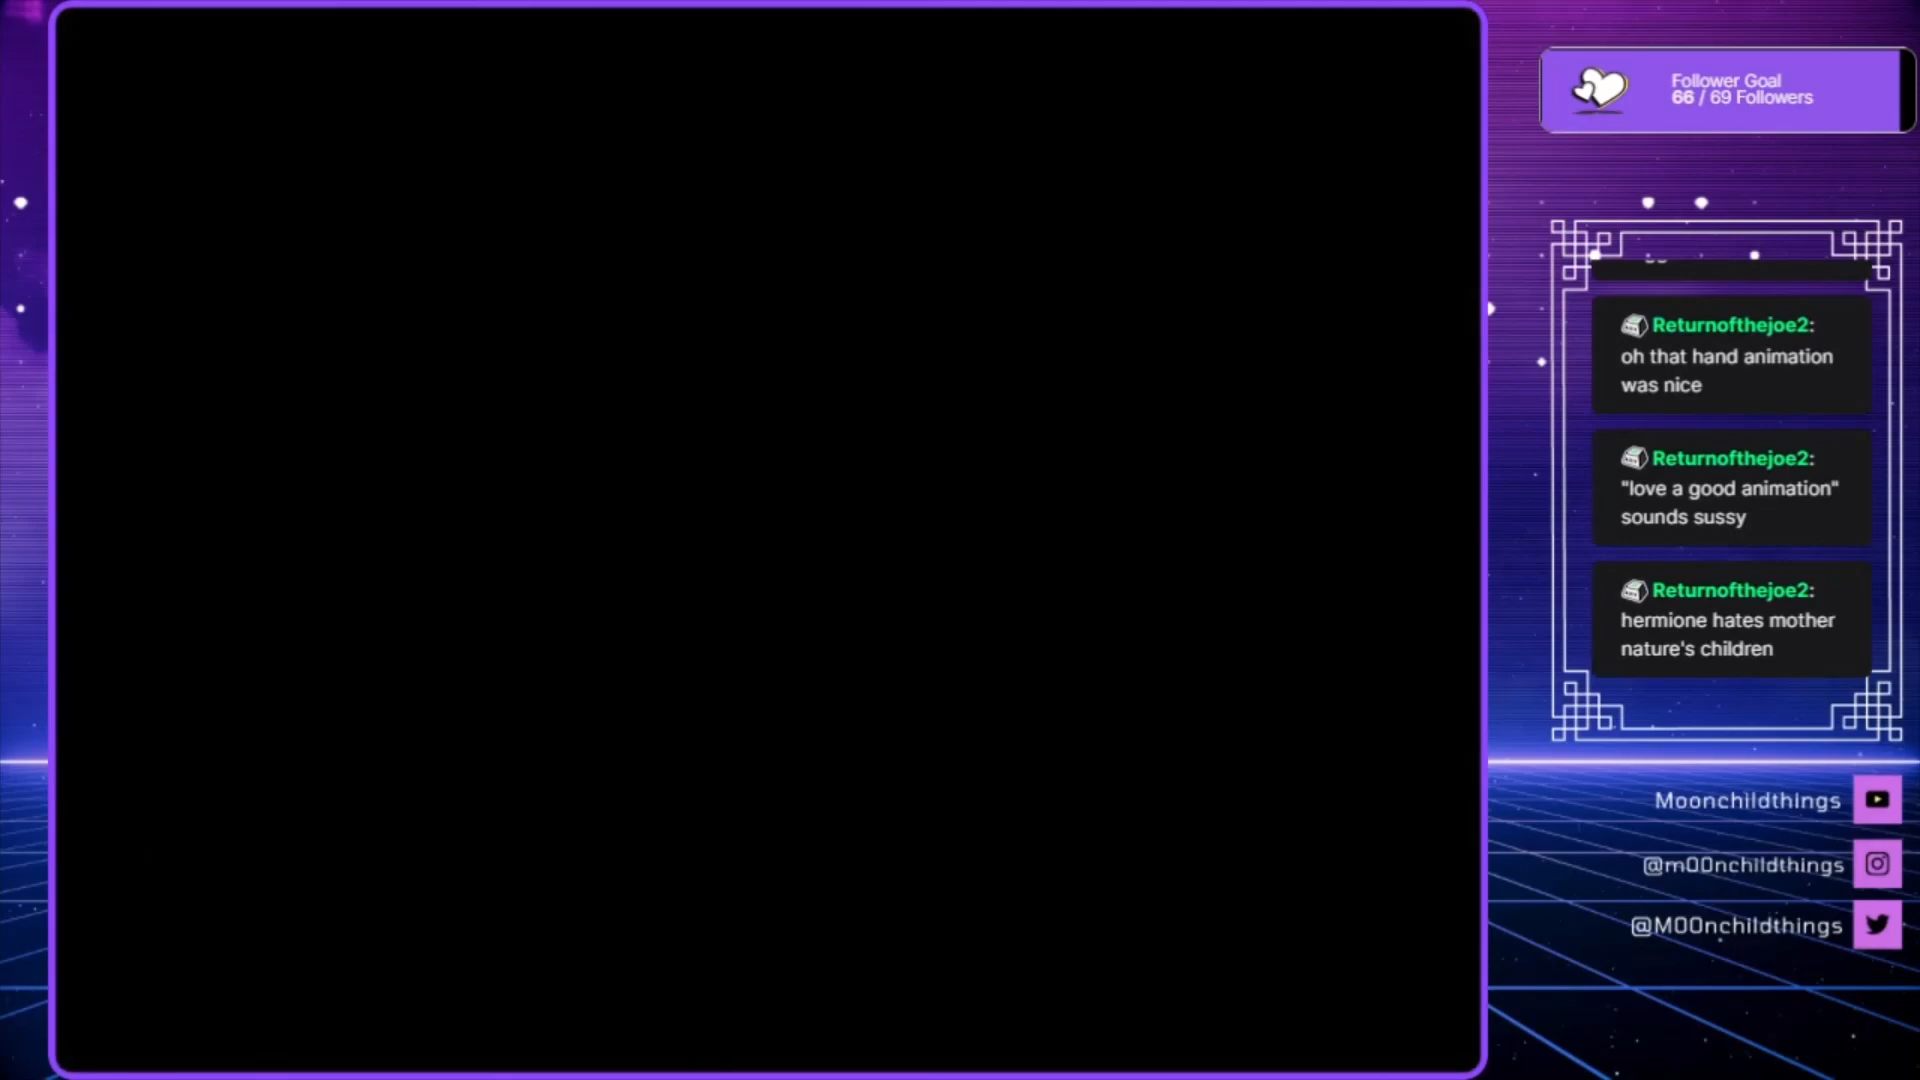 Follower Goal
66 / 69 Followers
Returnofthejoe2:
oh that hand animation
was nice
Returnofthejoe2:
"love a good animation"
sounds sussy
Returnofthejoe2:
hermione hates mother
nature's children
Moonchildthings
@m00nchildthings
@M00nchildthings